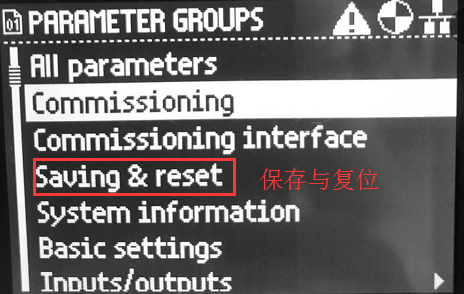 01 PARAMETER GROUPS
All parameters
Commissioning
Commissioning interface
Saving & reset 保存与复位
System information
Basic settings
Inputs/outputs